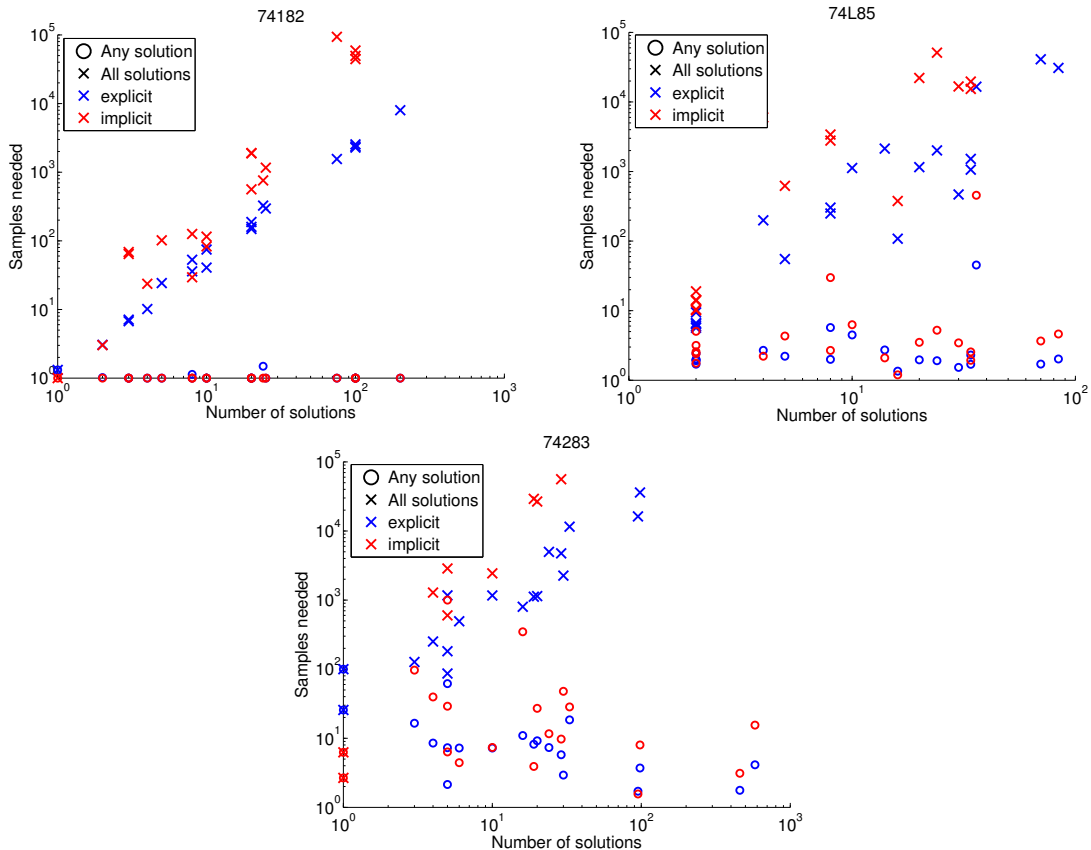 74182
Samples needed
10^5
10^4
10^3
10^2
10^1
10^0
Any solution
All solutions
explicit
implicit
10^0
10^1
10^2
10^3
Number of solutions
74L85
Samples needed
10^5
10^4
10^3
10^2
10^1
10^0
Any solution
All solutions
explicit
implicit
10^0
10^1
10^2
Number of solutions
74283
Samples needed
10^5
10^4
10^3
10^2
10^1
10^0
Any solution
All solutions
explicit
implicit
10^0
10^1
10^2
10^3
Number of solutions